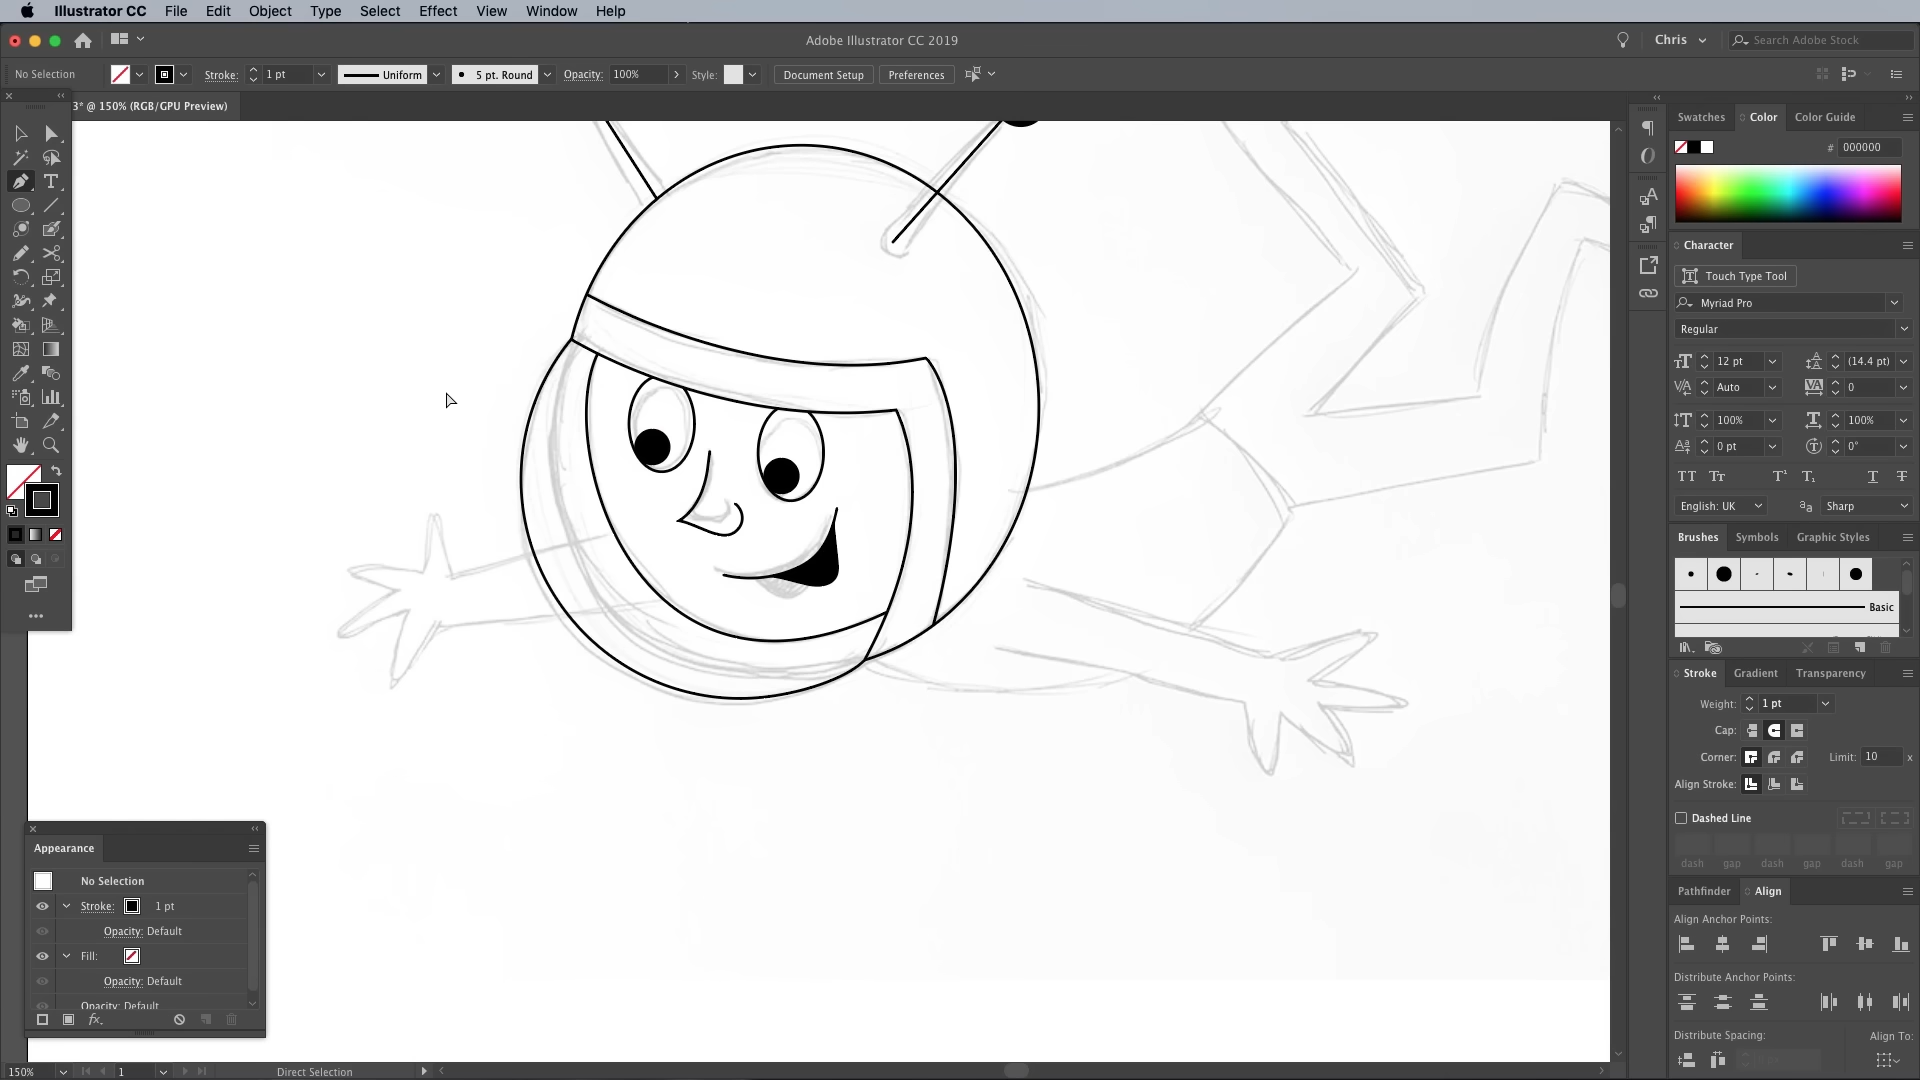 Illustrator CC File Edit Object Type Select Effect View Window Help
Adobe Illustrator CC 2019
Chris
Search Adobe Stock
No Selection
Stroke: 1 pt
Uniform
5 pt. Round
Opacity: 100%
Style:
Document Setup
Preferences
3* @ 150% (RGB/GPU Preview)
Swatches Color Color Guide
# 000000
Character
Touch Type Tool
Myriad Pro
Regular
12 pt (14.4 pt)
Auto 0
100% 100%
0 pt 0°
English: UK Sharp
Brushes Symbols Graphic Styles
Basic
Stroke Gradient Transparency
Weight: 1 pt
Cap:
Corner: Limit: 10 x
Align Stroke:
Dashed Line
dash gap dash gap dash gap
Pathfinder Align
Align Anchor Points:
Distribute Anchor Points:
Distribute Spacing: Align To:
Appearance
No Selection
Stroke: 1 pt
Opacity: Default
Fill:
Opacity: Default
Opacity: Default
fx.
150% 1 Direct Selection